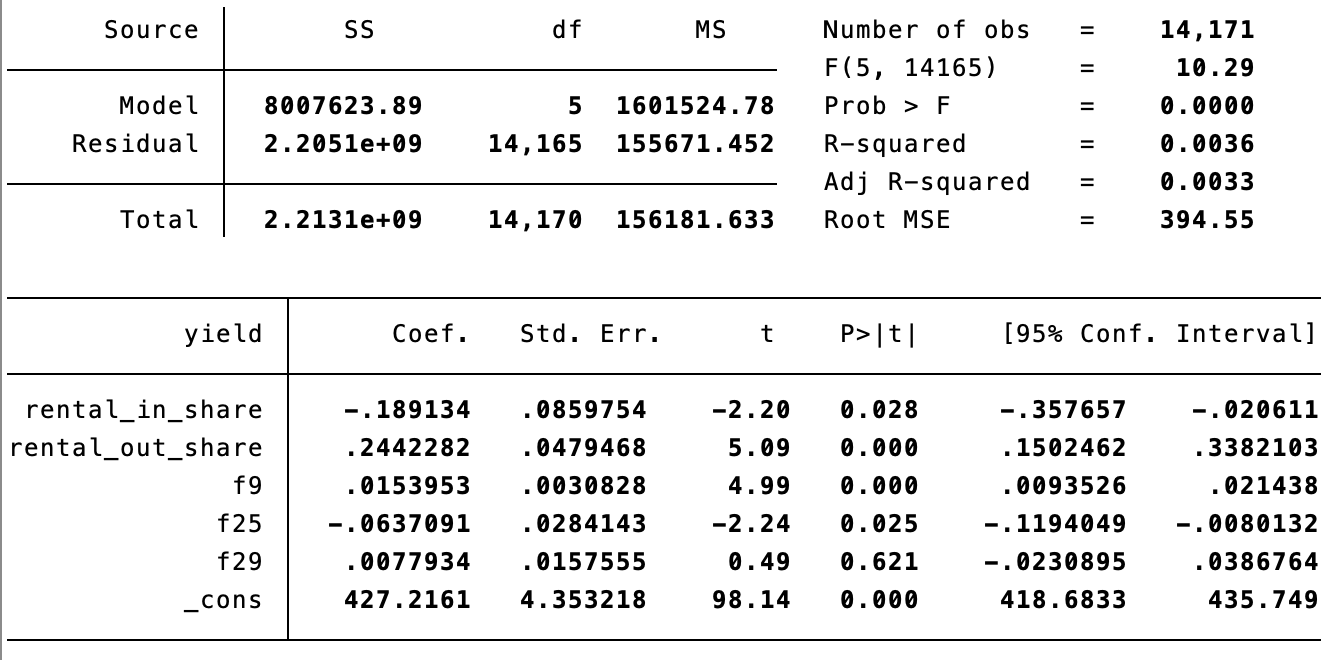 Source SS df MS Number of obs = 14,171
F(5, 14165) = 10.29
Model 8007623.89 5 1601524.78 Prob > F = 0.0000
Residual 2.2051e+09 14,165 155671.452 R-squared = 0.0036
Adj R-squared = 0.0033
Total 2.2131e+09 14,170 156181.633 Root MSE = 394.55
yield Coef. Std. Err. t P>|t| [95% Conf. Interval]
rental_in_share -.189134 .0859754 -2.20 0.028 -.357657 -.020611
rental_out_share .2442282 .0479468 5.09 0.000 .1502462 .3382103
f9 .0153953 .0030828 4.99 0.000 .0093526 .021438
f25 -.0637091 .0284143 -2.24 0.025 -.1194049 -.0080132
f29 .0077934 .0157555 0.49 0.621 -.0230895 .0386764
_cons 427.2161 4.353218 98.14 0.000 418.6833 435.749